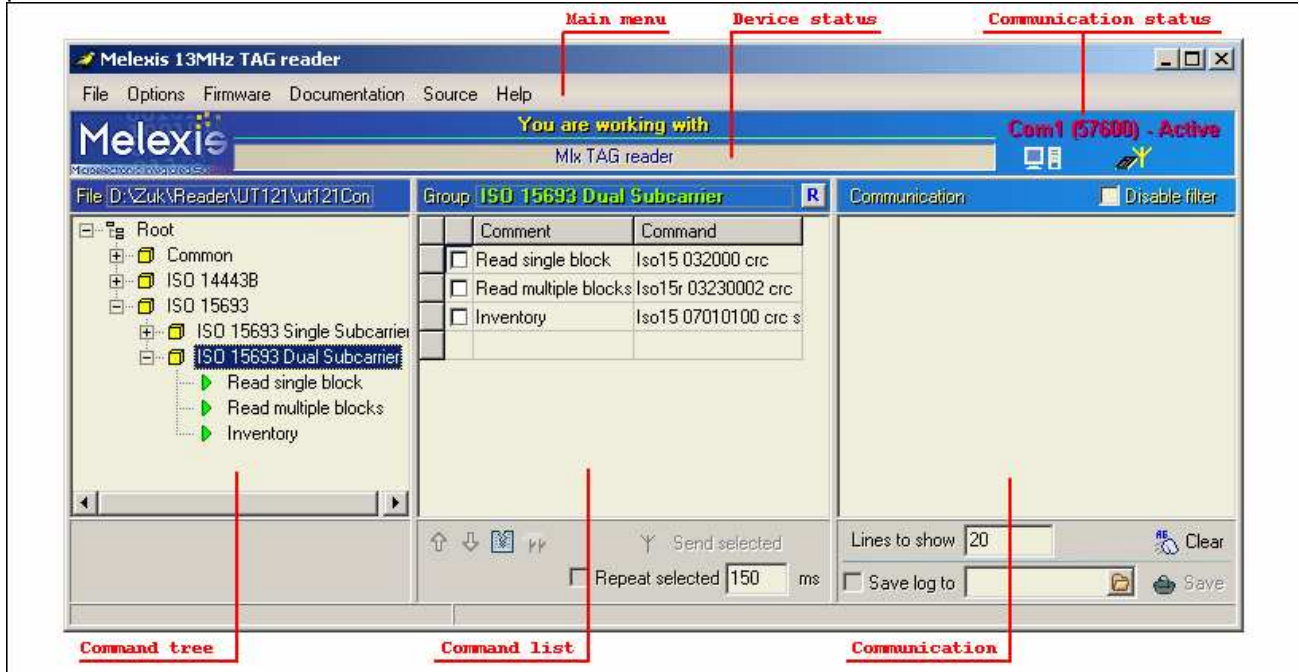 Main menu
Device status
Communication status
Melexis 13MHz TAG reader
File Options Firmware Documentation Source Help
Melexis
You are working with
Mlx TAG reader
Com1 (57600) - Active
File D:\Zuk\Reader\UT121\ut121Con
Group ISO 15693 Dual Subcarrier R
Communication
Disable filter
Root
Common
ISO 14443B
ISO 15693
ISO 15693 Single Subcarrier
ISO 15693 Dual Subcarrier
Read single block
Read multiple blocks
Inventory
Comment Command
Read single block Iso15 032000 crc
Read multiple blocks Iso15r 03230002 crc
Inventory Iso15 07010100 crc s
Send selected
Repeat selected 150 ms
Lines to show 20
Clear
Save log to
Save
Command tree
Command list
Communication